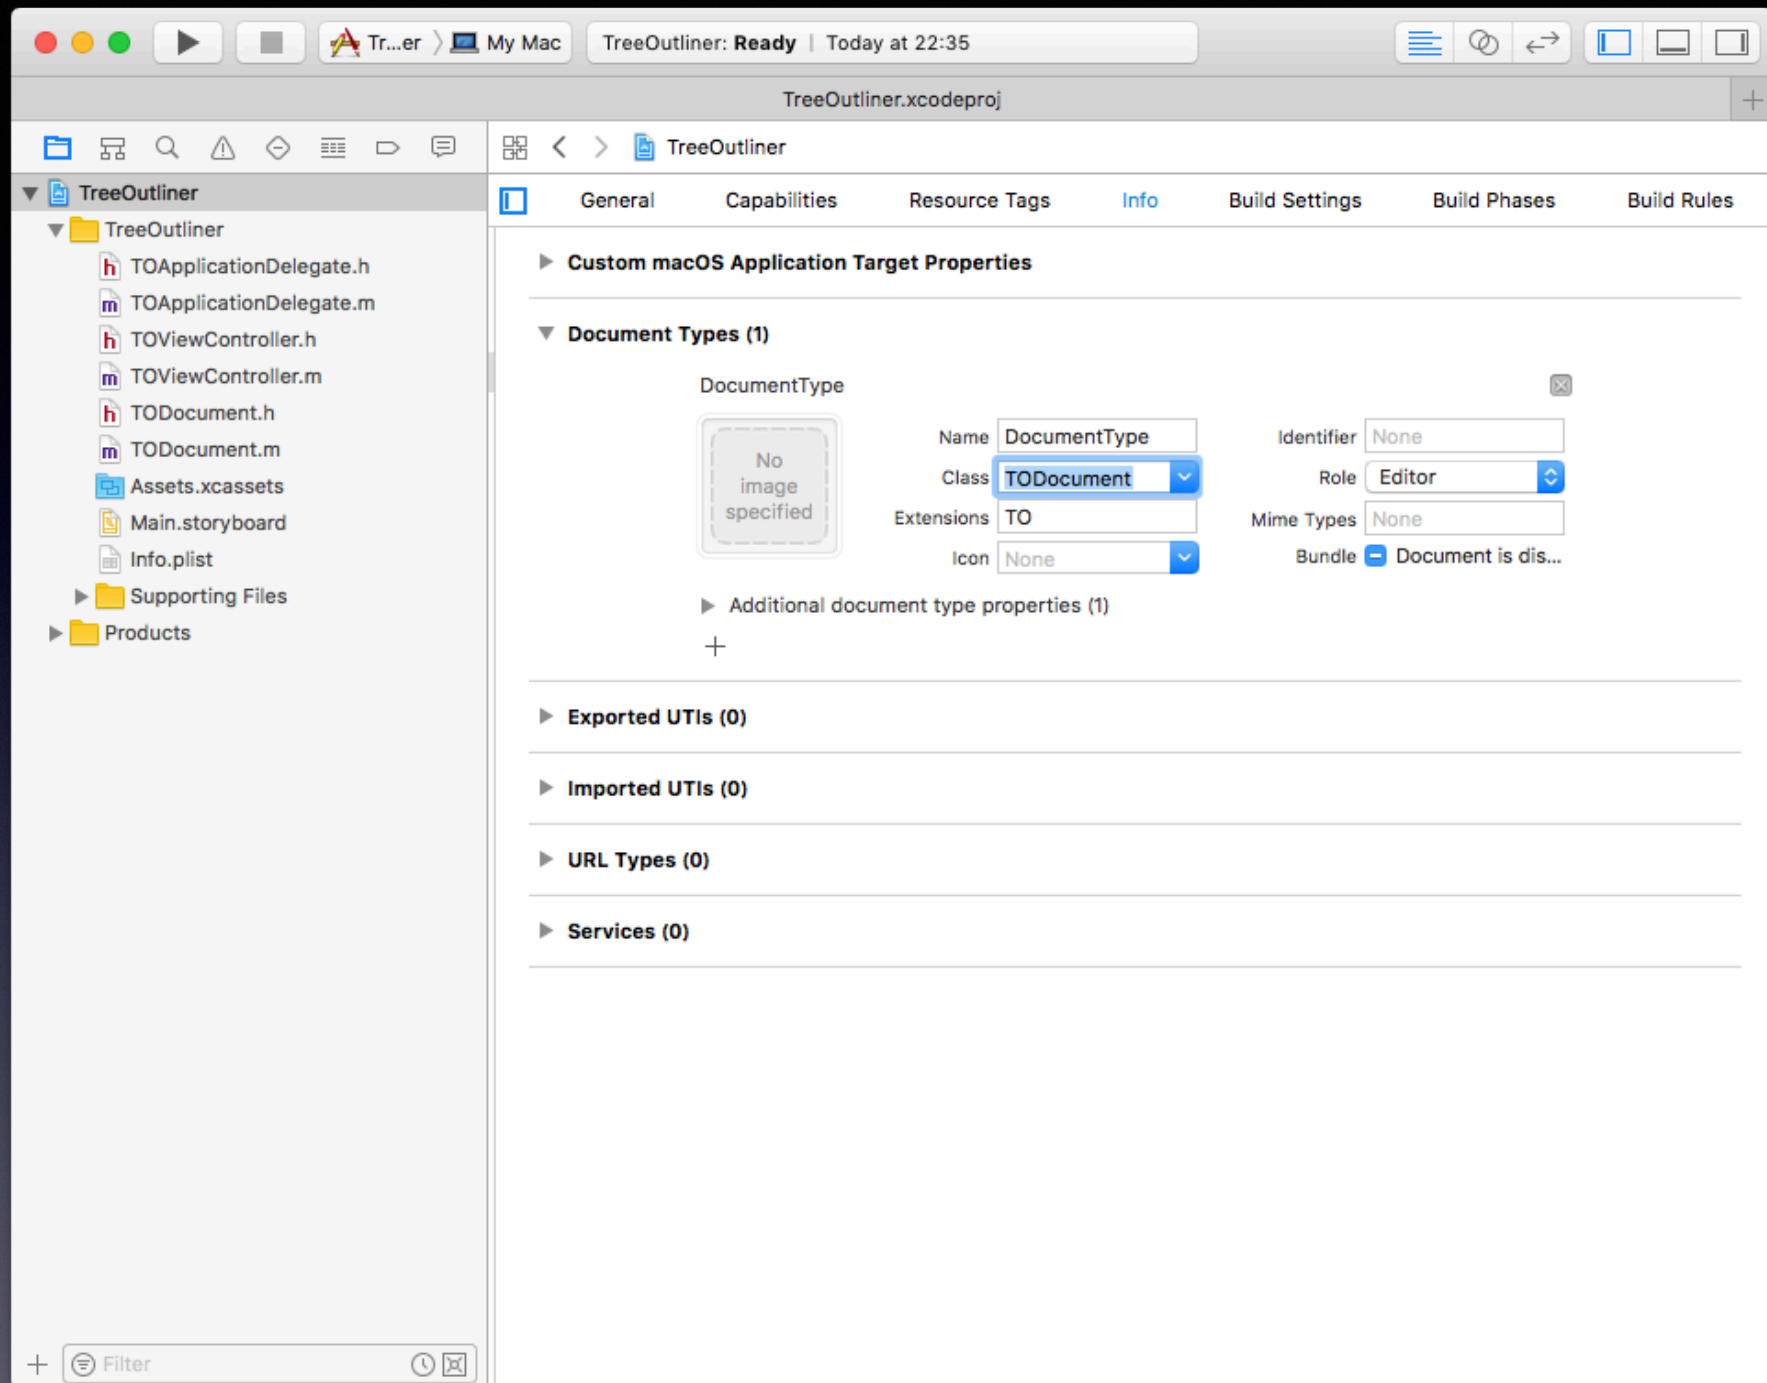 Tr...er 〉 My Mac
TreeOutliner: Ready | Today at 22:35
TreeOutliner.xcodeproj
TreeOutliner
General Capabilities Resource Tags Info Build Settings Build Phases Build Rules
TreeOutliner
TreeOutliner
h TOApplicationDelegate.h
m TOApplicationDelegate.m
h TOViewController.h
m TOViewController.m
h TODocument.h
m TODocument.m
Assets.xcassets
Main.storyboard
Info.plist
Supporting Files
Products
Filter
Custom macOS Application Target Properties
Document Types (1)
DocumentType
No
image
specified
Name DocumentType
Class TODocument
Extensions TO
Icon None
Identifier None
Role Editor
Mime Types None
Bundle Document is dis...
Additional document type properties (1)
Exported UTIs (0)
Imported UTIs (0)
URL Types (0)
Services (0)